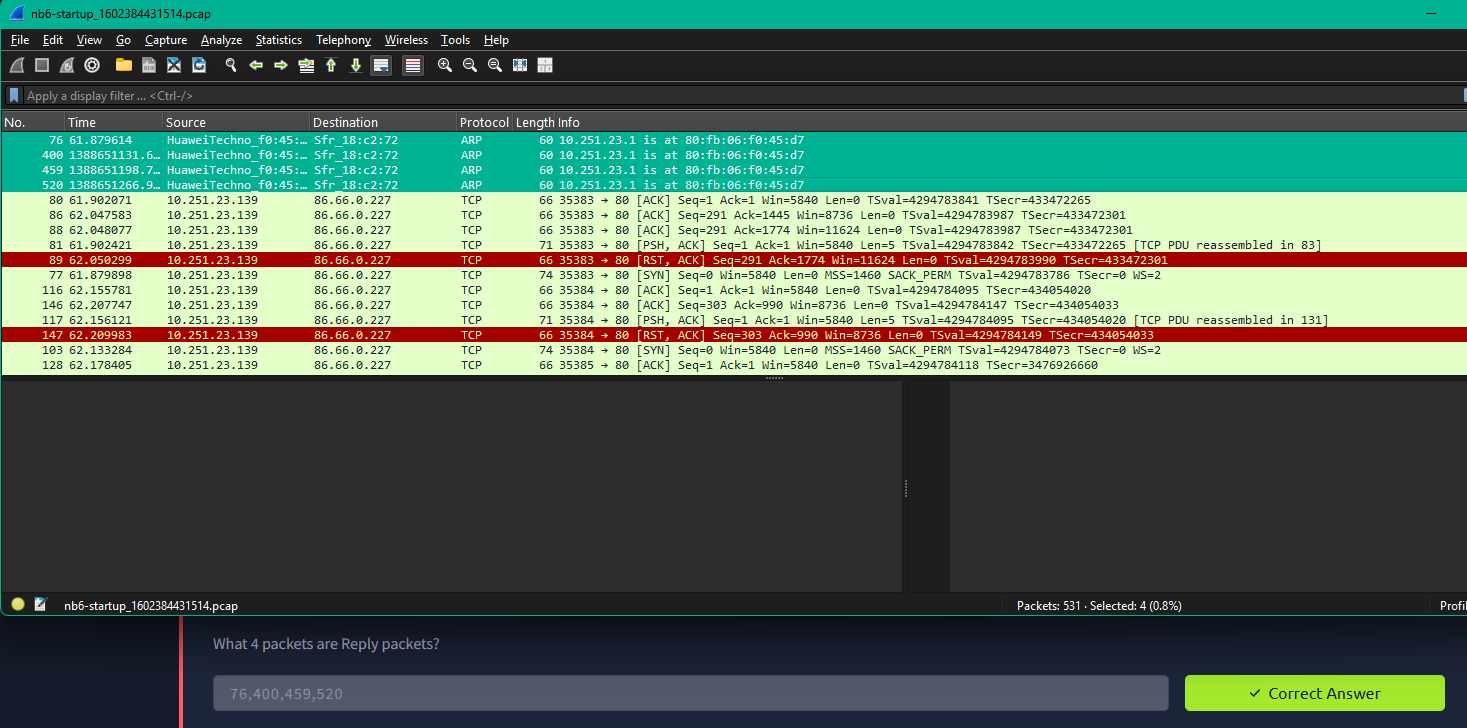 nb6-startup_1602384431514.pcap
File Edit View Go Capture Analyze Statistics Telephony Wireless Tools Help
Apply a display filter ... <Ctrl-/>
No. Time Source Destination Protocol Length Info
76 61.879614 HuaweiTechno_f0:45:… Sfr_18:c2:72 ARP 60 10.251.23.1 is at 80:fb:06:f0:45:d7
400 1388651131.6… HuaweiTechno_f0:45:… Sfr_18:c2:72 ARP 60 10.251.23.1 is at 80:fb:06:f0:45:d7
459 1388651198.7… HuaweiTechno_f0:45:… Sfr_18:c2:72 ARP 60 10.251.23.1 is at 80:fb:06:f0:45:d7
520 1388651266.9… HuaweiTechno_f0:45:… Sfr_18:c2:72 ARP 60 10.251.23.1 is at 80:fb:06:f0:45:d7
80 61.902071 10.251.23.139 86.66.0.227 TCP 66 35383 → 80 [ACK] Seq=1 Ack=1 Win=5840 Len=0 TSval=4294783841 TSecr=433472265
86 62.047583 10.251.23.139 86.66.0.227 TCP 66 35383 → 80 [ACK] Seq=291 Ack=1445 Win=8736 Len=0 TSval=4294783987 TSecr=433472301
88 62.048077 10.251.23.139 86.66.0.227 TCP 66 35383 → 80 [ACK] Seq=291 Ack=1774 Win=11624 Len=0 TSval=4294783987 TSecr=433472301
81 61.902421 10.251.23.139 86.66.0.227 TCP 71 35383 → 80 [PSH, ACK] Seq=1 Ack=1 Win=5840 Len=5 TSval=4294783842 TSecr=433472265 [TCP PDU reassembled in 83]
89 62.050299 10.251.23.139 86.66.0.227 TCP 66 35383 → 80 [RST, ACK] Seq=291 Ack=1774 Win=11624 Len=0 TSval=4294783990 TSecr=433472301
77 61.879898 10.251.23.139 86.66.0.227 TCP 74 35383 → 80 [SYN] Seq=0 Win=5840 Len=0 MSS=1460 SACK_PERM TSval=4294783786 TSecr=0 WS=2
116 62.155781 10.251.23.139 86.66.0.227 TCP 66 35384 → 80 [ACK] Seq=1 Ack=1 Win=5840 Len=0 TSval=4294784095 TSecr=434054020
146 62.207747 10.251.23.139 86.66.0.227 TCP 66 35384 → 80 [ACK] Seq=303 Ack=990 Win=8736 Len=0 TSval=4294784147 TSecr=434054033
117 62.156121 10.251.23.139 86.66.0.227 TCP 71 35384 → 80 [PSH, ACK] Seq=1 Ack=1 Win=5840 Len=5 TSval=4294784095 TSecr=434054020 [TCP PDU reassembled in 131]
147 62.209983 10.251.23.139 86.66.0.227 TCP 66 35384 → 80 [RST, ACK] Seq=303 Ack=990 Win=8736 Len=0 TSval=4294784149 TSecr=434054033
103 62.133284 10.251.23.139 86.66.0.227 TCP 74 35384 → 80 [SYN] Seq=0 Win=5840 Len=0 MSS=1460 SACK_PERM TSval=4294784073 TSecr=0 WS=2
128 62.178405 10.251.23.139 86.66.0.227 TCP 66 35385 → 80 [ACK] Seq=1 Ack=1 Win=5840 Len=0 TSval=4294784118 TSecr=3476926660
nb6-startup_1602384431514.pcap Packets: 531 · Selected: 4 (0.8%) Profil
What 4 packets are Reply packets?
76,400,459,520 Correct Answer